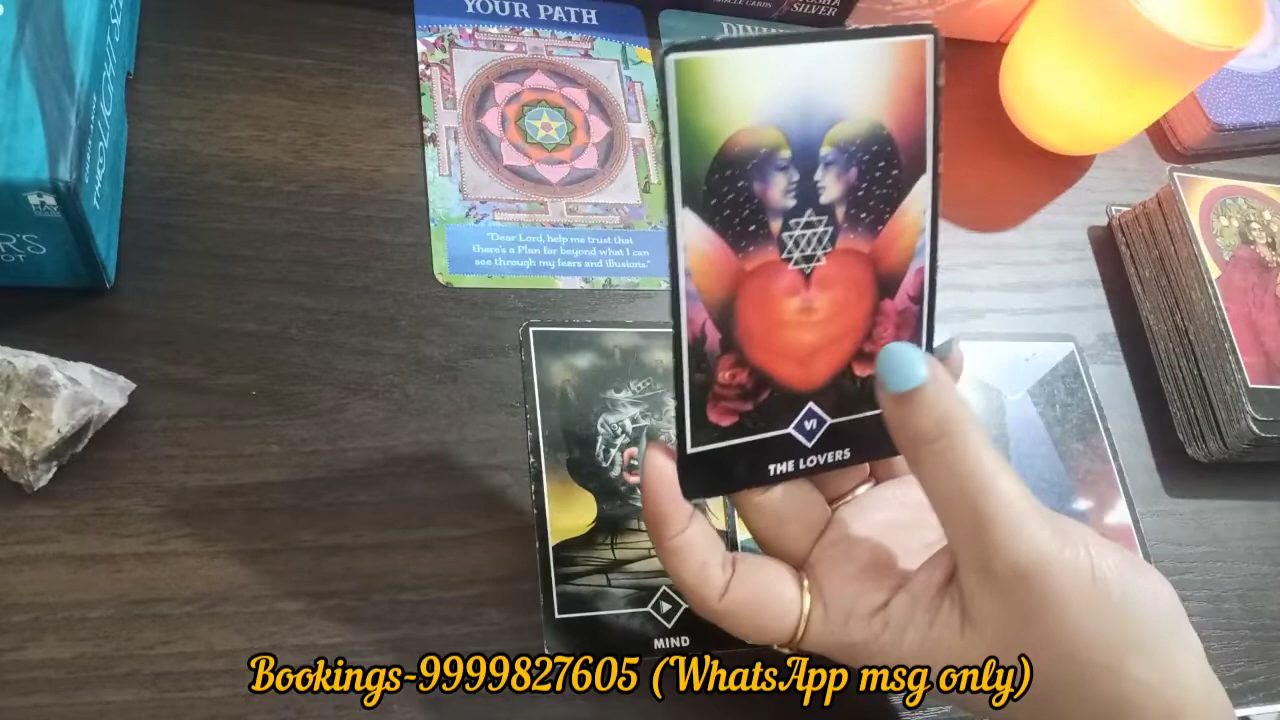 YOUR PATH
"Dear Lord, help me trust that
there's a Plan far beyond what I can
see through my fears and illusions."
SILVER
VI
THE LOVERS
MIND
Bookings-9999827605 (WhatsApp msg only)